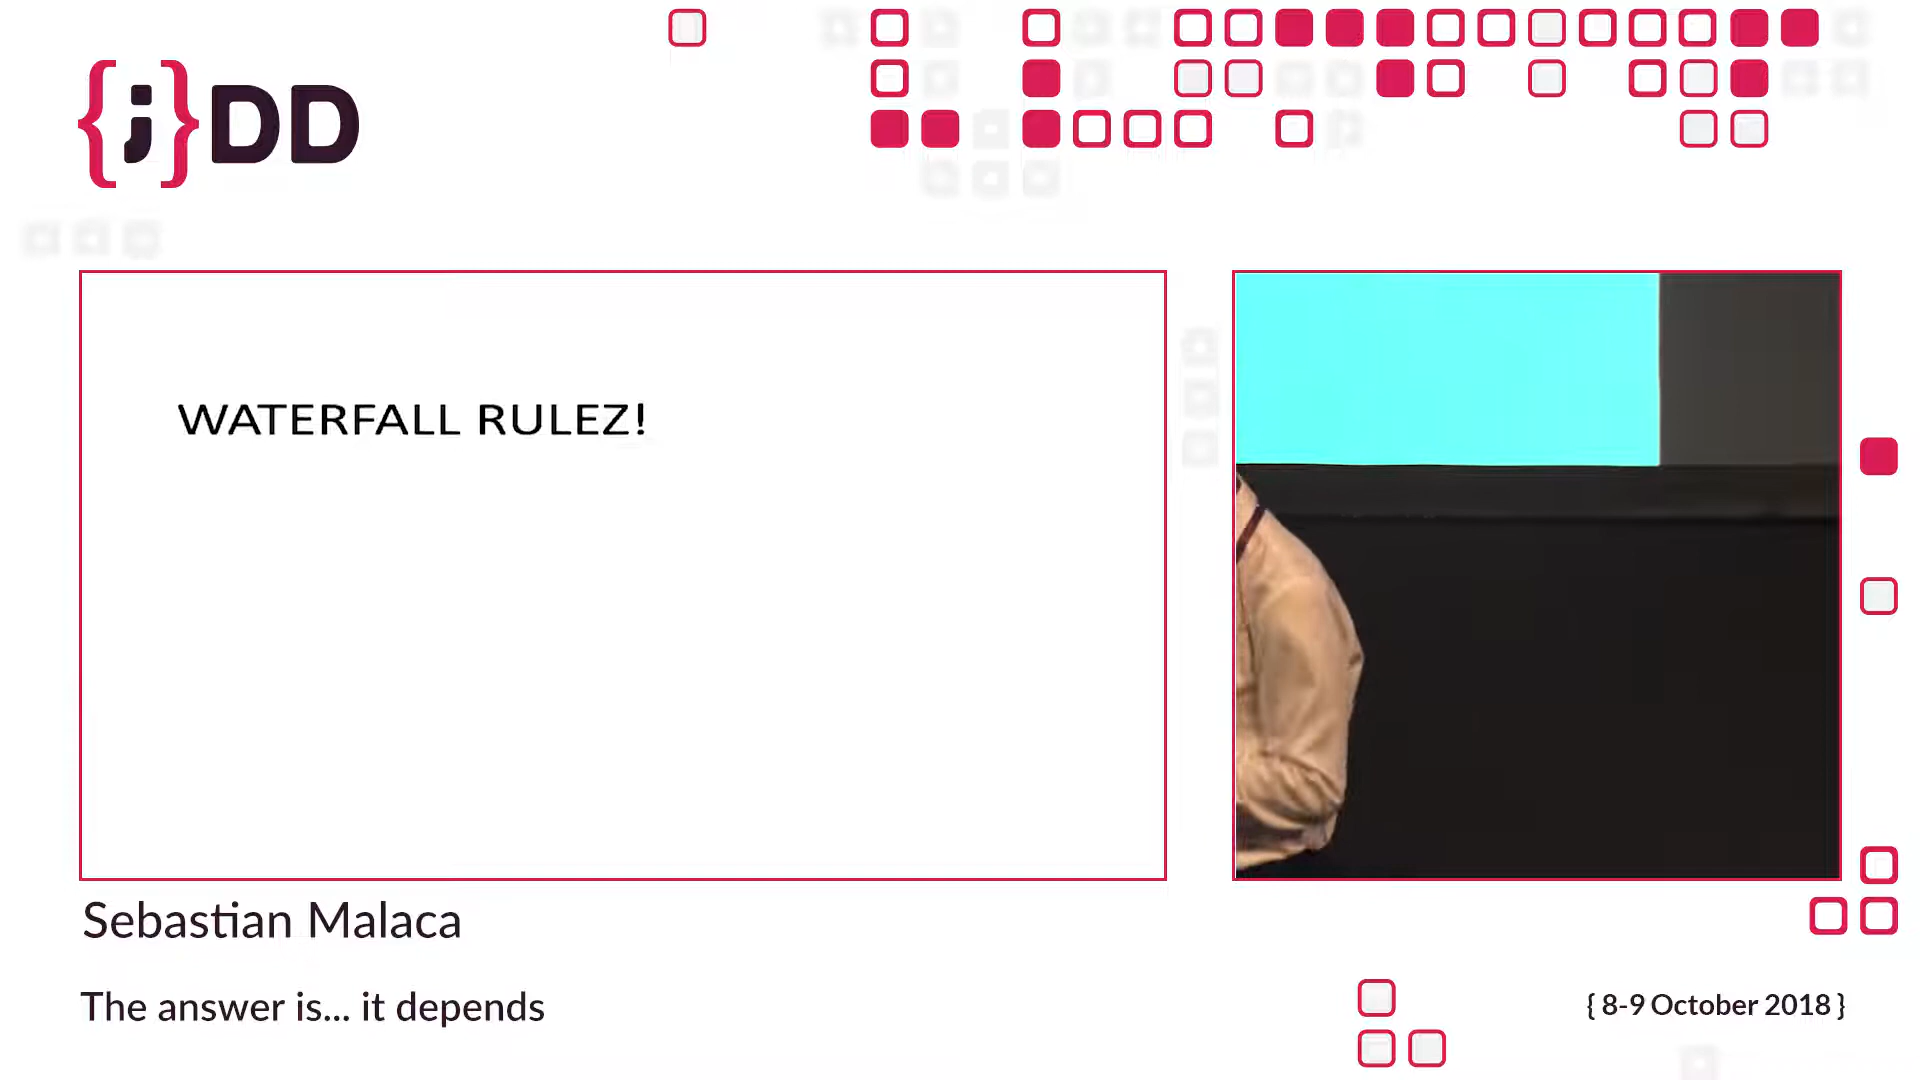 {;}DD
WATERFALL RULEZ!
Sebastian Malaca
The answer is... it depends
{ 8-9 October 2018 }